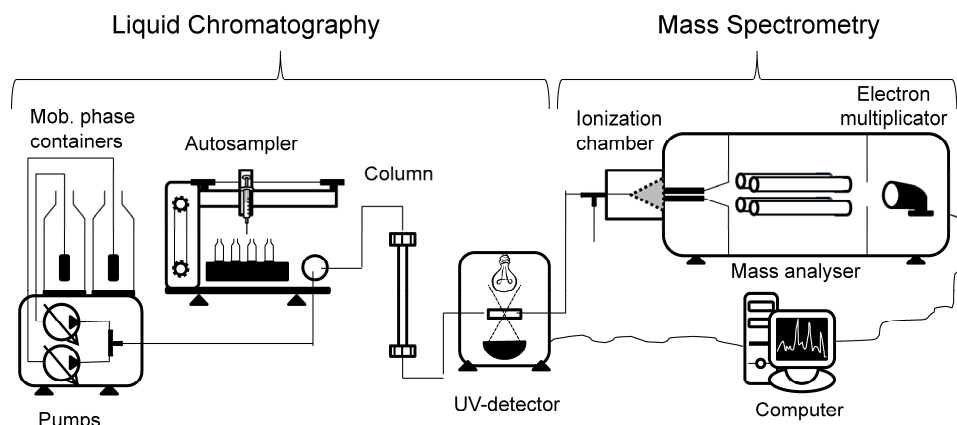 Liquid Chromatography
Mass Spectrometry
Mob. phase
containers
Autosampler
Column
Ionization
chamber
Electron
multiplicator
Mass analyser
UV-detector
Computer
Pumps